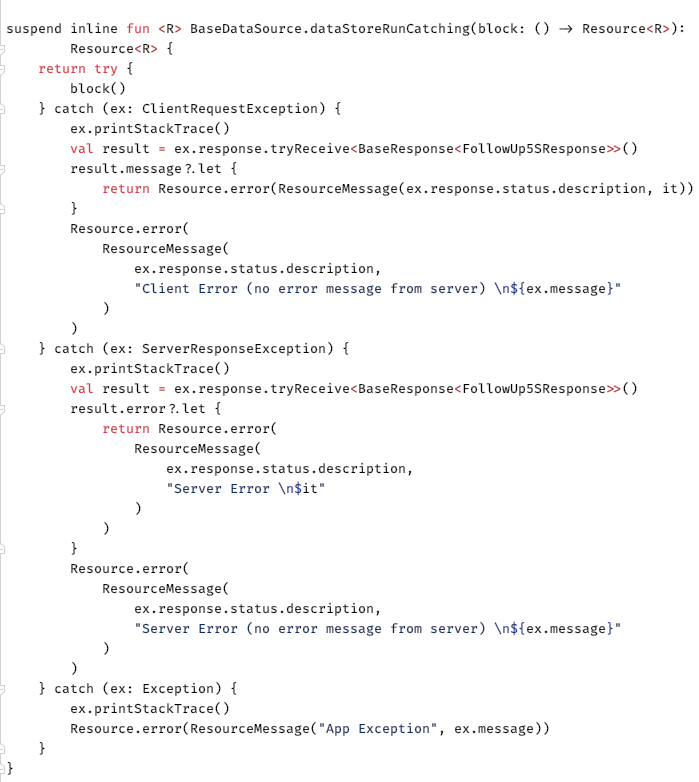 suspend inline fun <R> BaseDataSource.dataStoreRunCatching(block: () → Resource<R>):
        Resource<R> {
    return try {
        block()
    } catch (ex: ClientRequestException) {
        ex.printStackTrace()
        val result = ex.response.tryReceive<BaseResponse<FollowUp5SResponse>>()
        result.message?.let {
            return Resource.error(ResourceMessage(ex.response.status.description, it))
        }
        Resource.error(
            ResourceMessage(
                ex.response.status.description,
                "Client Error (no error message from server) \n${ex.message}"
            )
        )
    } catch (ex: ServerResponseException) {
        ex.printStackTrace()
        val result = ex.response.tryReceive<BaseResponse<FollowUp5SResponse>>()
        result.error?.let {
            return Resource.error(
                ResourceMessage(
                    ex.response.status.description,
                    "Server Error \n$it"
                )
            )
        }
        Resource.error(
            ResourceMessage(
                ex.response.status.description,
                "Server Error (no error message from server) \n${ex.message}"
            )
        )
    } catch (ex: Exception) {
        ex.printStackTrace()
        Resource.error(ResourceMessage("App Exception", ex.message))
    }
}